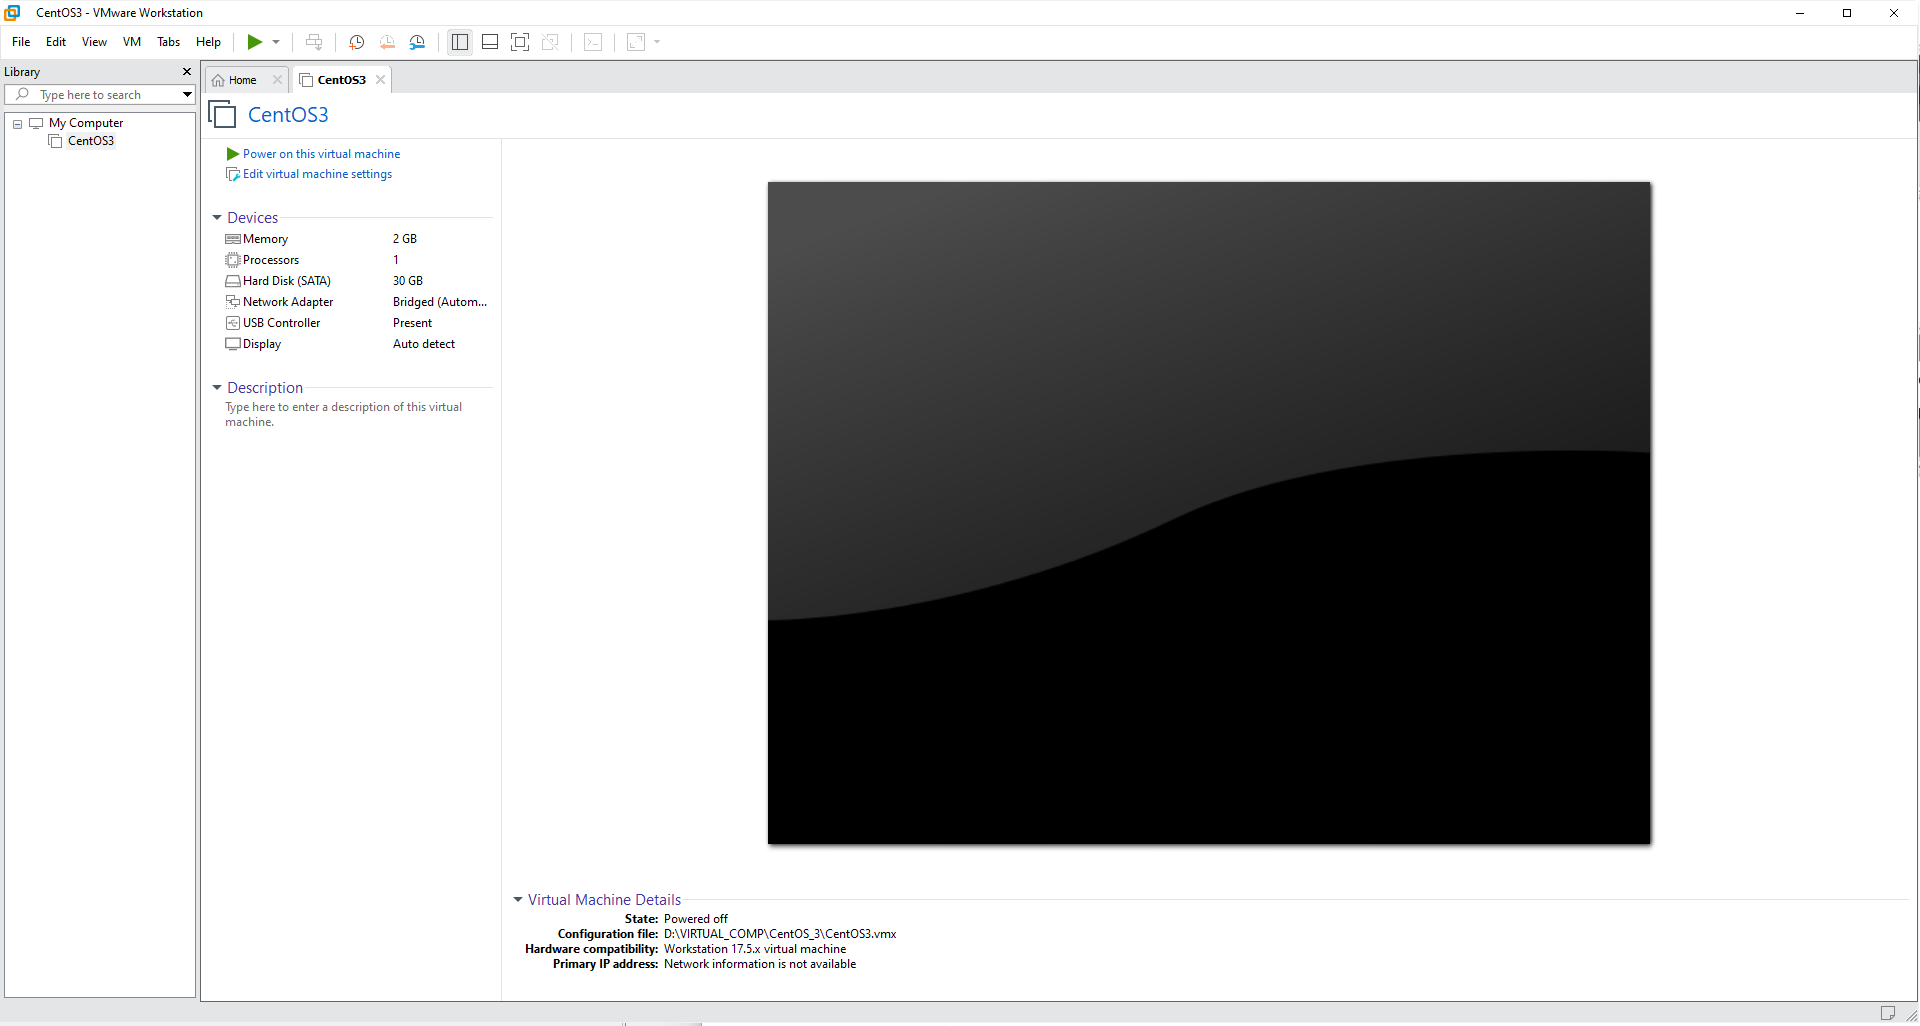 CentOS3 - VMware Workstation
File Edit View VM Tabs Help
Library
Type here to search
My Computer
CentOS3
Home
CentOS3
CentOS3
Power on this virtual machine
Edit virtual machine settings
Devices
Memory 2 GB
Processors 1
Hard Disk (SATA) 30 GB
Network Adapter Bridged (Autom...
USB Controller Present
Display Auto detect
Description
Type here to enter a description of this virtual
machine.
Virtual Machine Details
State: Powered off
Configuration file: D:\VIRTUAL_COMP\CentOS_3\CentOS3.vmx
Hardware compatibility: Workstation 17.5.x virtual machine
Primary IP address: Network information is not available